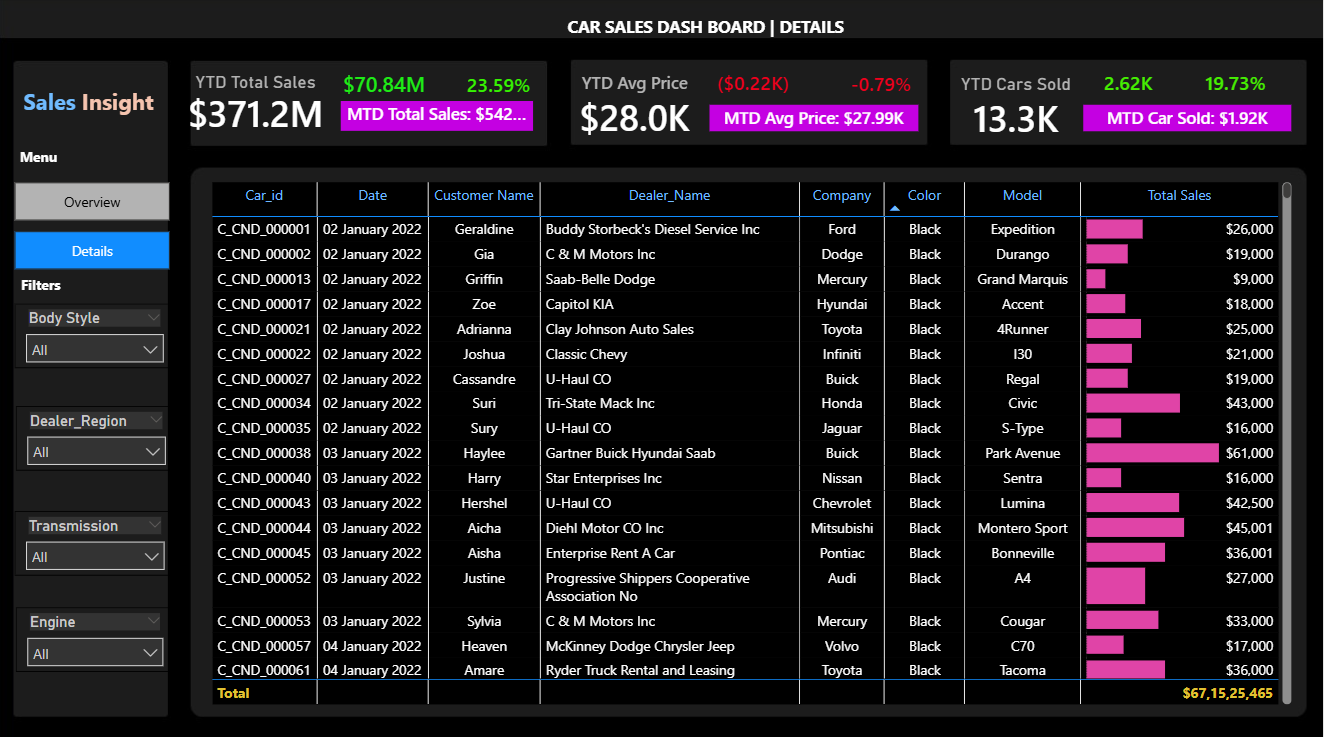 CAR SALES DASH BOARD | DETAILS
Sales Insight
Menu
Overview
Details
Filters
Body Style
All
Dealer_Region
All
Transmission
All
Engine
All
YTD Total Sales $70.84M 23.59%
$371.2M MTD Total Sales: $542...
YTD Avg Price ($0.22K) -0.79%
$28.0K MTD Avg Price: $27.99K
YTD Cars Sold 2.62K 19.73%
13.3K MTD Car Sold: $1.92K
Car_id Date Customer Name Dealer_Name Company Color Model Total Sales
C_CND_000001 02 January 2022 Geraldine Buddy Storbeck's Diesel Service Inc Ford Black Expedition $26,000
C_CND_000002 02 January 2022 Gia C & M Motors Inc Dodge Black Durango $19,000
C_CND_000013 02 January 2022 Griffin Saab-Belle Dodge Mercury Black Grand Marquis $9,000
C_CND_000017 02 January 2022 Zoe Capitol KIA Hyundai Black Accent $18,000
C_CND_000021 02 January 2022 Adrianna Clay Johnson Auto Sales Toyota Black 4Runner $25,000
C_CND_000022 02 January 2022 Joshua Classic Chevy Infiniti Black I30 $21,000
C_CND_000027 02 January 2022 Cassandre U-Haul CO Buick Black Regal $19,000
C_CND_000034 02 January 2022 Suri Tri-State Mack Inc Honda Black Civic $43,000
C_CND_000035 02 January 2022 Sury U-Haul CO Jaguar Black S-Type $16,000
C_CND_000038 03 January 2022 Haylee Gartner Buick Hyundai Saab Buick Black Park Avenue $61,000
C_CND_000040 03 January 2022 Harry Star Enterprises Inc Nissan Black Sentra $16,000
C_CND_000043 03 January 2022 Hershel U-Haul CO Chevrolet Black Lumina $42,500
C_CND_000044 03 January 2022 Aicha Diehl Motor CO Inc Mitsubishi Black Montero Sport $45,001
C_CND_000045 03 January 2022 Aisha Enterprise Rent A Car Pontiac Black Bonneville $36,001
C_CND_000052 03 January 2022 Justine Progressive Shippers Cooperative Audi Black A4 $27,000
Association No
C_CND_000053 03 January 2022 Sylvia C & M Motors Inc Mercury Black Cougar $33,000
C_CND_000057 04 January 2022 Heaven McKinney Dodge Chrysler Jeep Volvo Black C70 $17,000
C_CND_000061 04 January 2022 Amare Ryder Truck Rental and Leasing Toyota Black Tacoma $36,000
Total $67,15,25,465